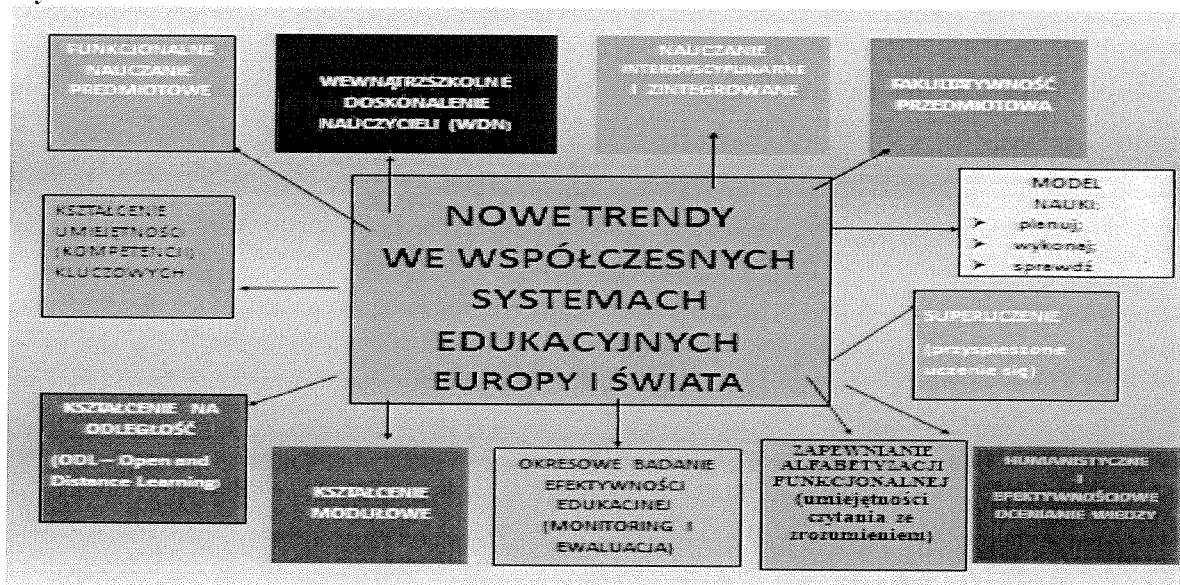 FUNKCJONALNE
NAUCZANIE
PREDMIOTOWE
WEWNĄTRZSZKOLNE
DOSKONALENIE
NAUCZYCIELI (WDN)
NAUCZANIE
INTERDYSCYPLINARNE
I ZINTEGROWANE
FAKULTATYWNOŚĆ
PRZEDMIOTOWA
NOWE TRENDY
WE WSPÓŁCZESNYCH
SYSTEMACH
EDUKACYJNYCH
EUROPY I ŚWIATA
KSZTAŁCENIE
UMIEJĘTNOŚCI
(KOMPETENCJI)
KLUCZOWYCH
MODEL
NAUKI:
➢ planuj;
➢ wykonaj;
➢ sprawdź
SUPERUCZENIE
(przyspieszone
uczenie się)
KSZTAŁCENIE NA
ODLEGŁOŚĆ
(ODL – Open and
Distance Learning)
KSZTAŁCENIE
MODUŁOWE
OKRESOWE BADANIE
EFEKTYWNOŚCI
EDUKACJNEJ
(MONITORING I
EWALUACJA)
ZAPEWNIANIE
ALFABETYZACJI
FUNKCJONALNEJ
(umiejętności
czytania ze
zrozumieniem)
HUMANISTYCZNE
I
EFEKTYWNOŚCIOWE
OCENIANIE WIEDZY